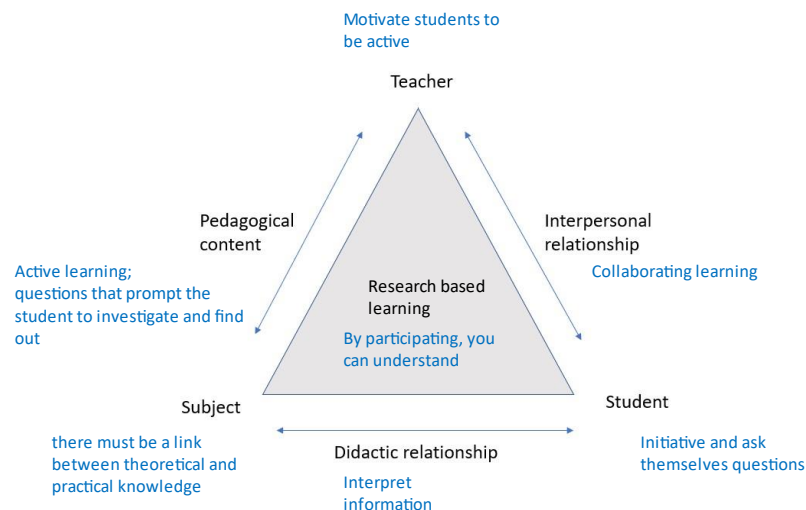 Motivate students to
be active
Teacher
Pedagogical
content
Interpersonal
relationship
Active learning;
questions that prompt the
student to investigate and find
out
Collaborating learning
Research based
learning
By participating, you
can understand
Subject
Student
there must be a link
between theoretical and
practical knowledge
Didactic relationship
Interpret
information
Initiative and ask
themselves questions